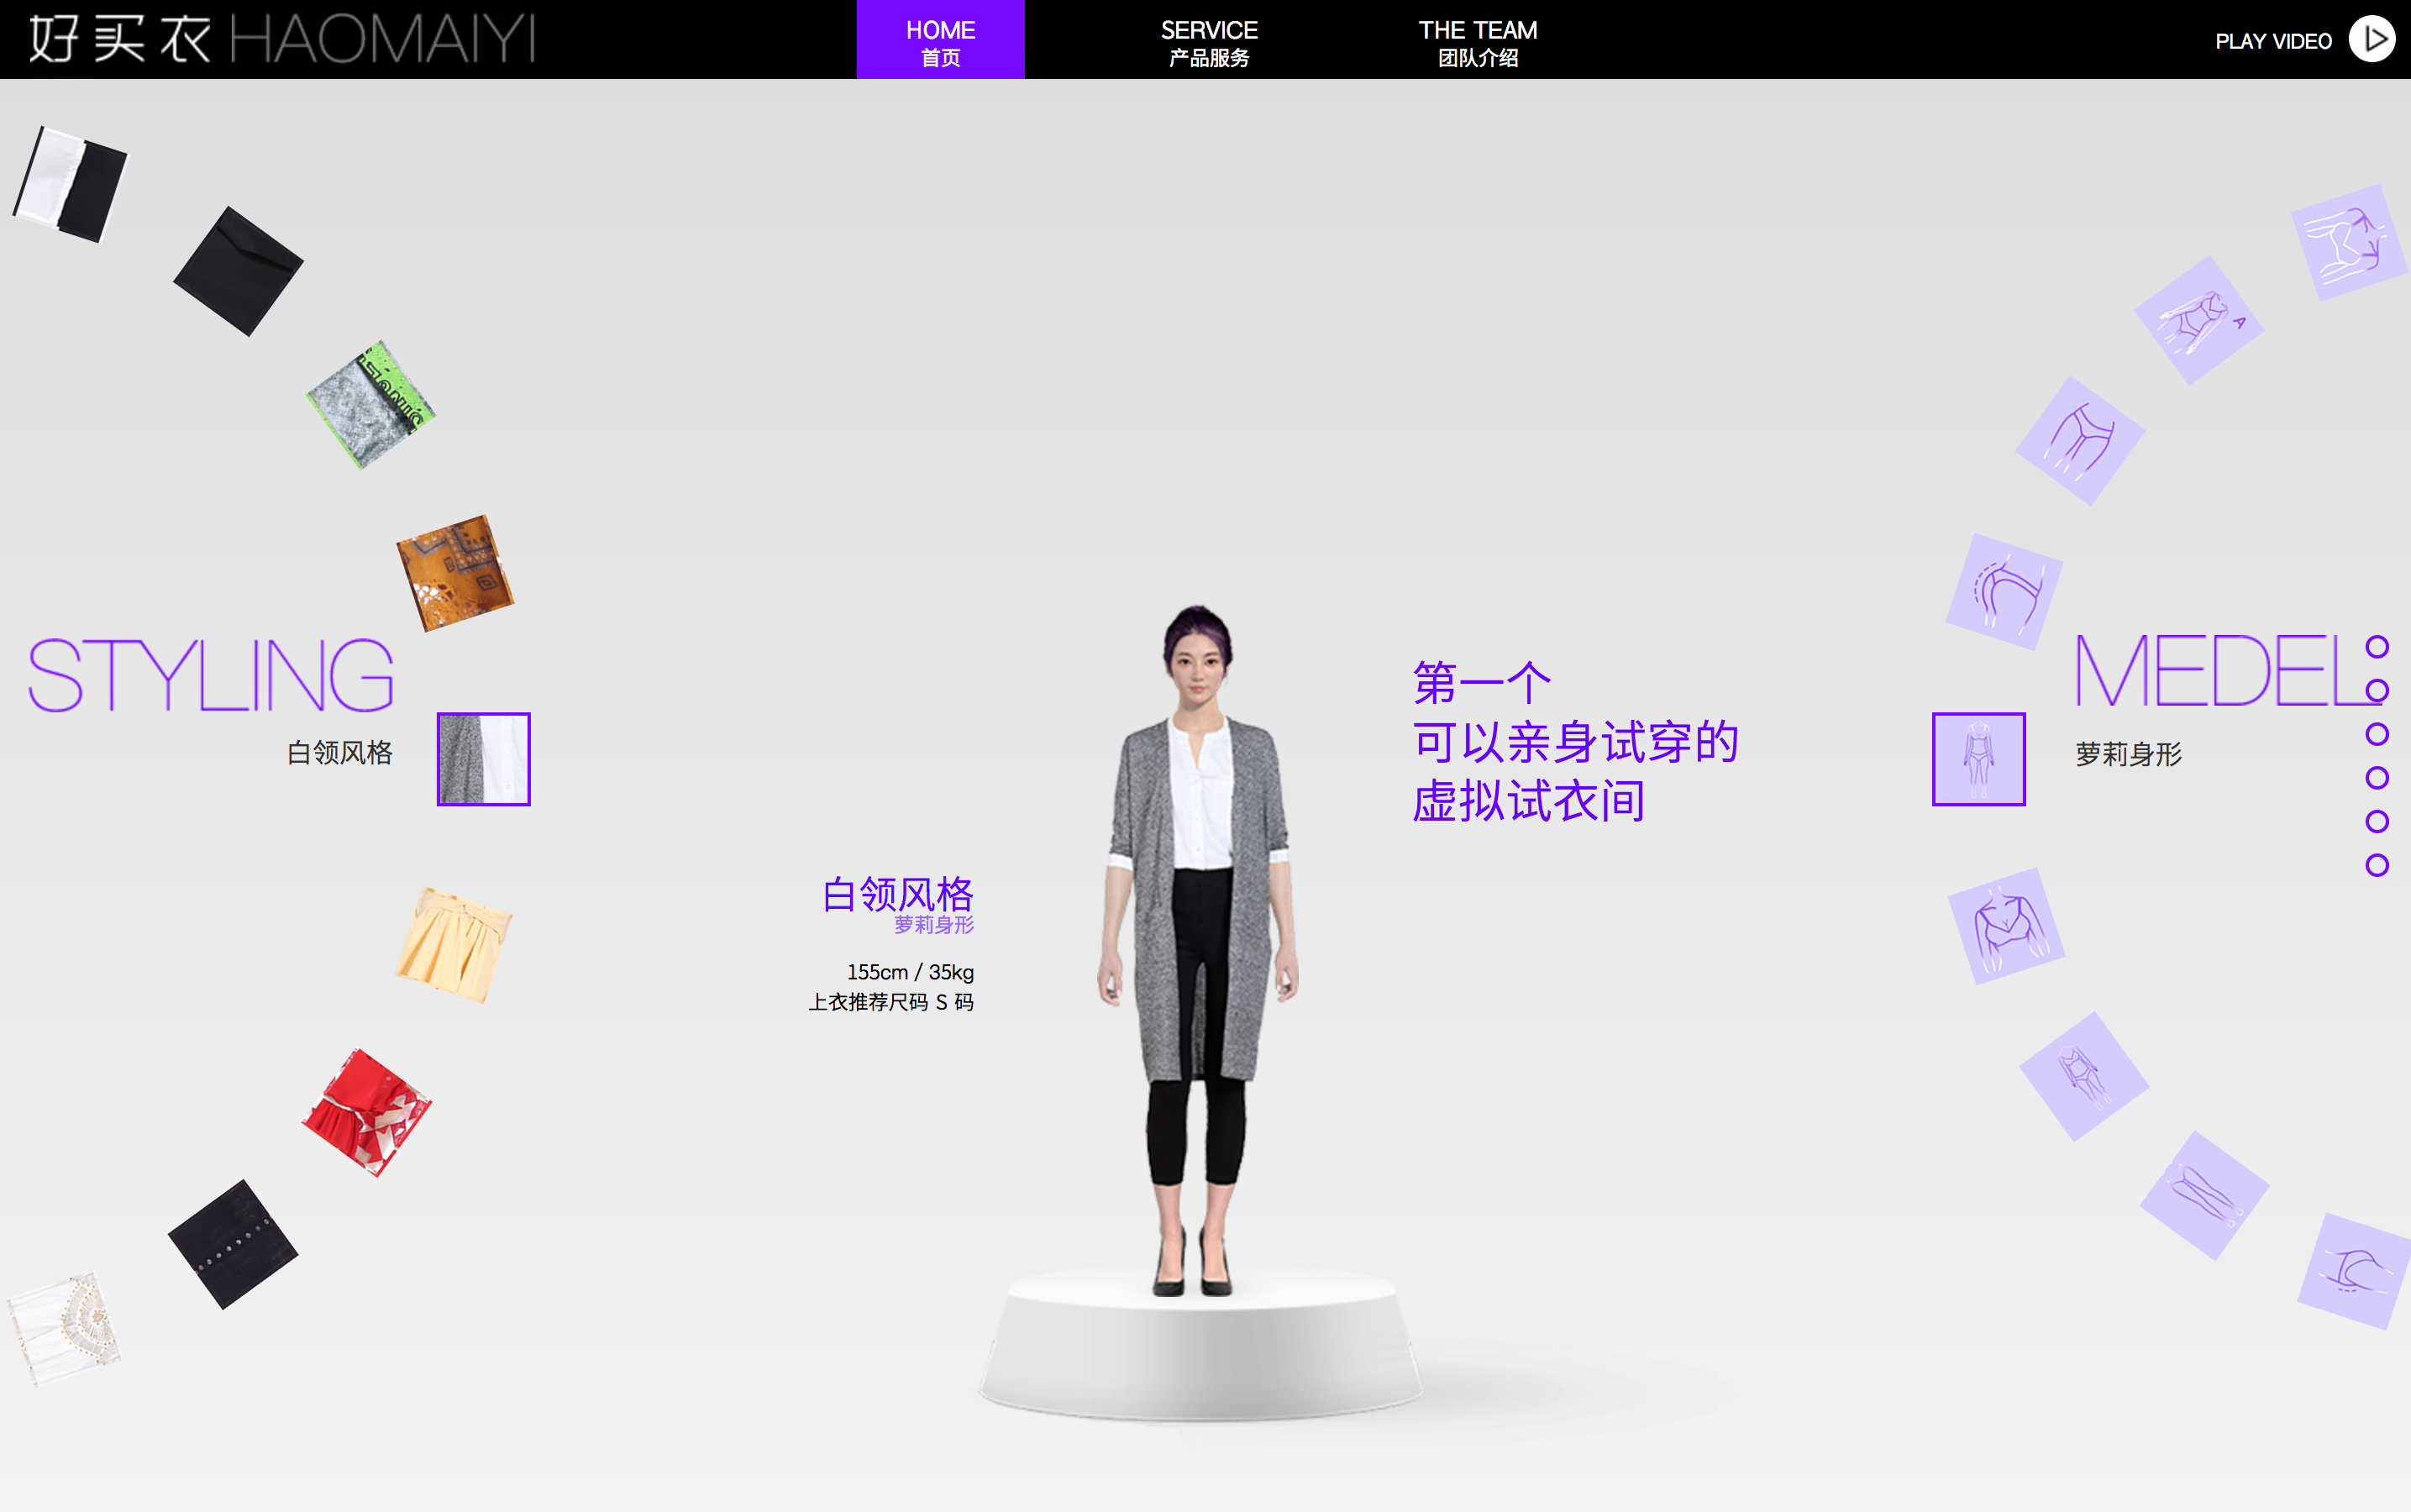 好买衣 HAOMAIYI
HOME
首页
SERVICE
产品服务
THE TEAM
团队介绍
PLAY VIDEO
STYLING
白领风格
白领风格
萝莉身形
155cm / 35kg
上衣推荐尺码 S 码
第一个
可以亲身试穿的
虚拟试衣间
MEDEL
萝莉身形
A